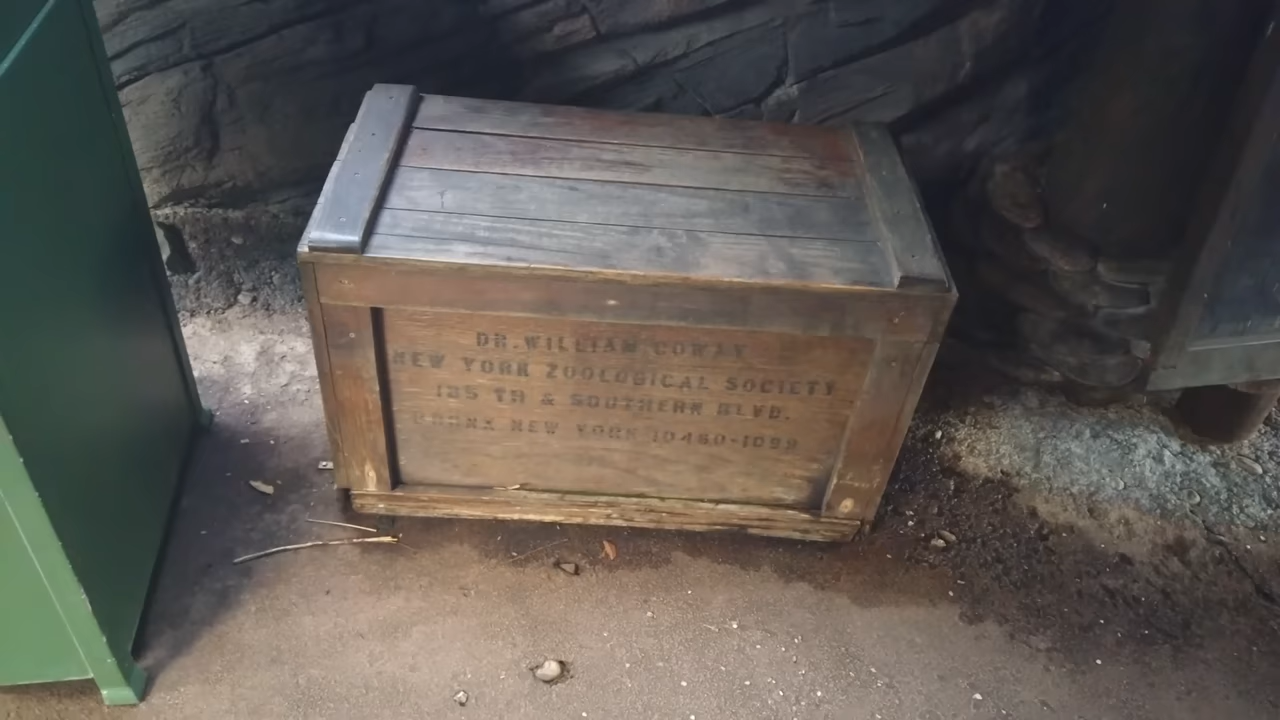 DR. WILLIAM CONWAY
NEW YORK ZOOLOGICAL SOCIETY
185 TH & SOUTHERN BLVD.
BRONX NEW YORK 10460-1099